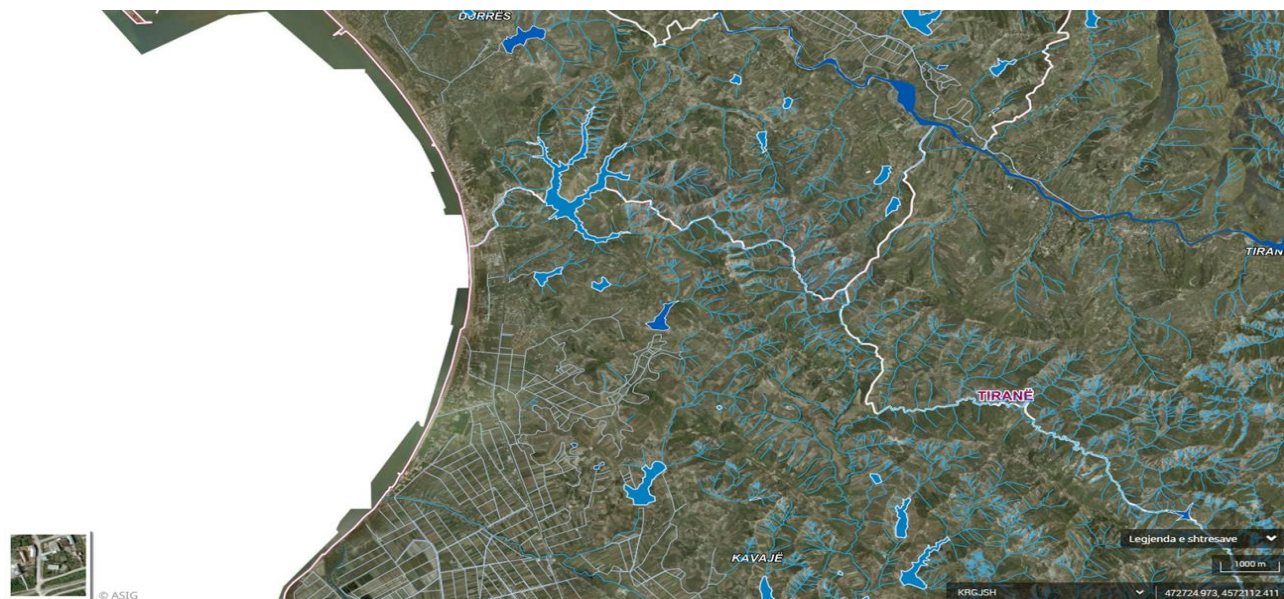 DURRËS
TIRAN
TIRANË
Legjenda e shtresave
1000 m
KAVAJË
KRGJSH
472724.973, 4572112.411
© ASIG